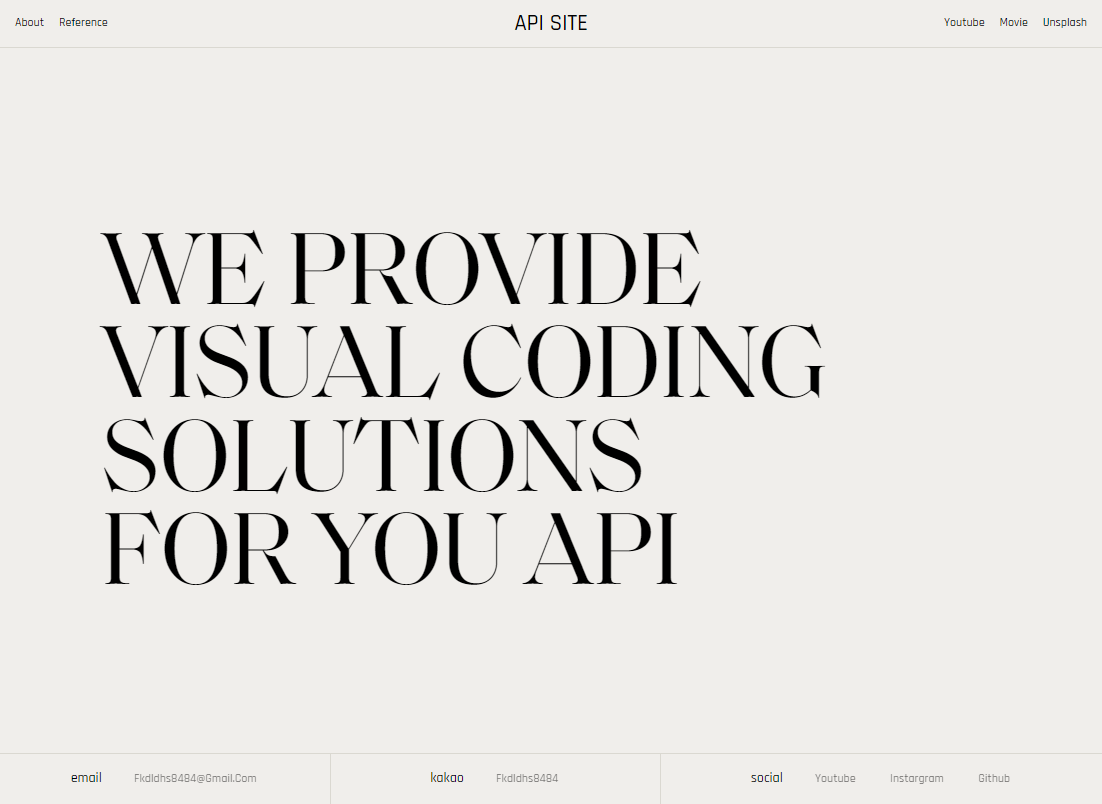 About Reference API SITE Youtube Movie Unsplash
WE PROVIDE
VISUAL CODING
SOLUTIONS
FOR YOU API
email Fkdldhs8484@Gmail.Com kakao Fkdldhs8484 social Youtube Instargram Github